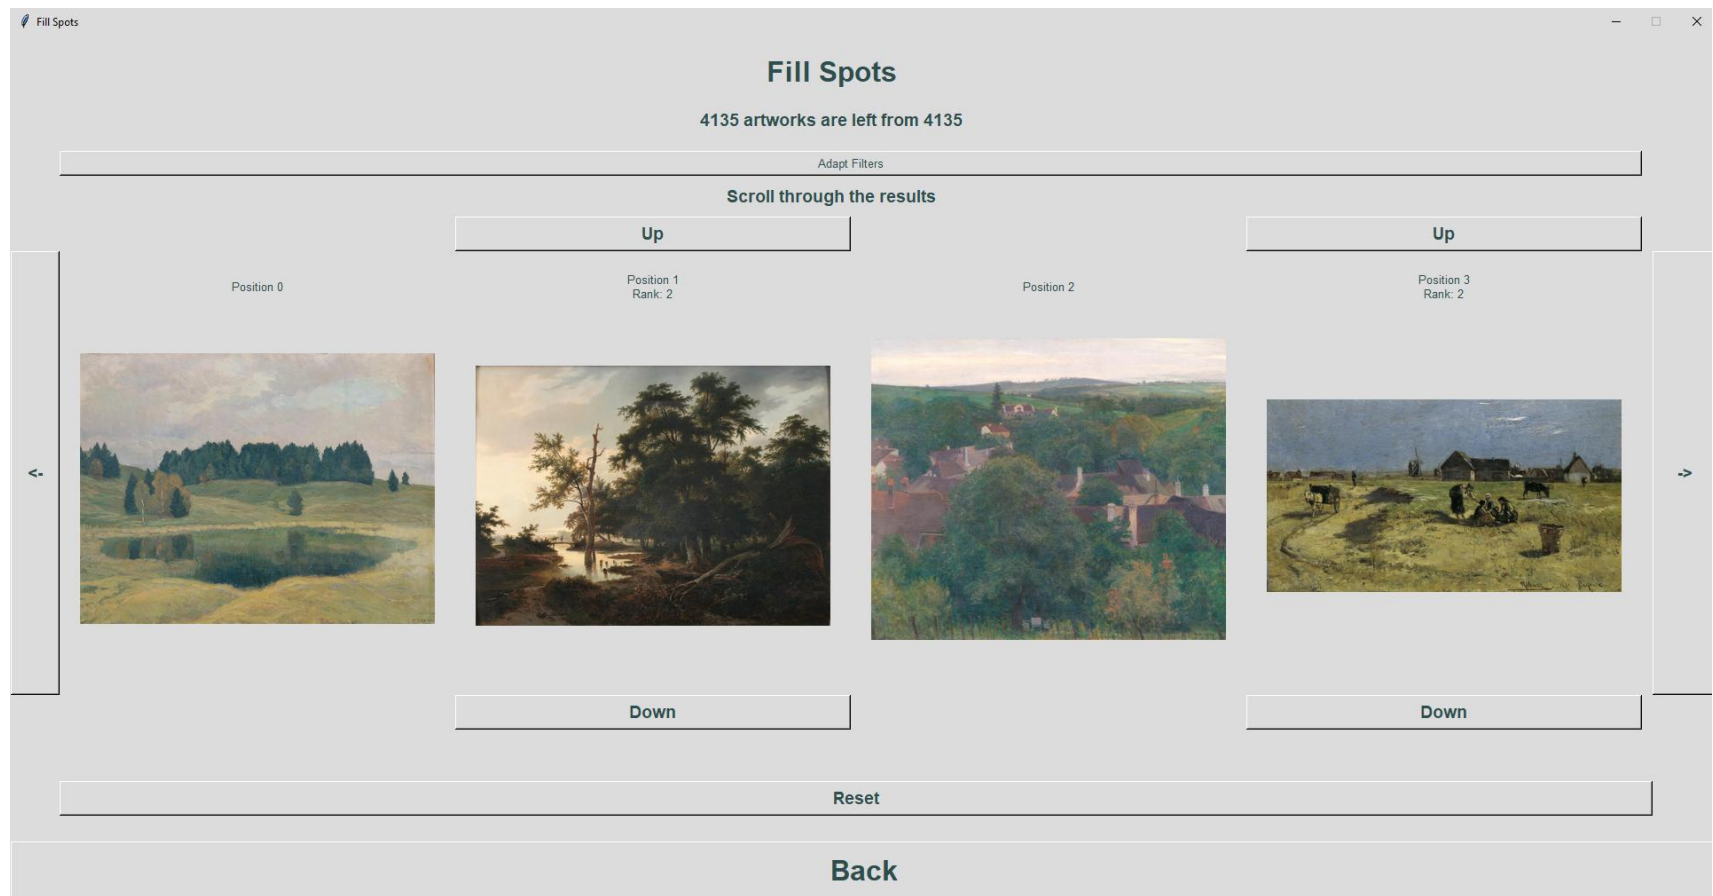 Fill Spots
Fill Spots
4135 artworks are left from 4135
Adapt Filters
Scroll through the results
Up
Up
Position 0
Position 1
Rank: 2
Position 2
Position 3
Rank: 2
<-
->
Down
Down
Reset
Back